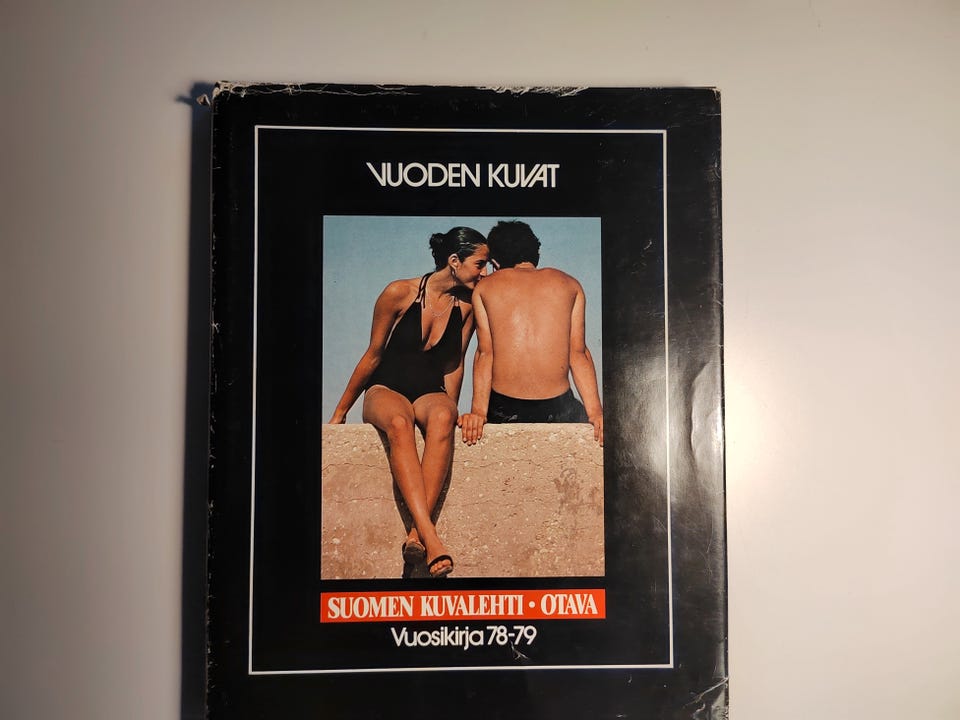 VUODEN KUVAT
SUOMEN KUVALEHTI • OTAVA
Vuosikirja 78-79